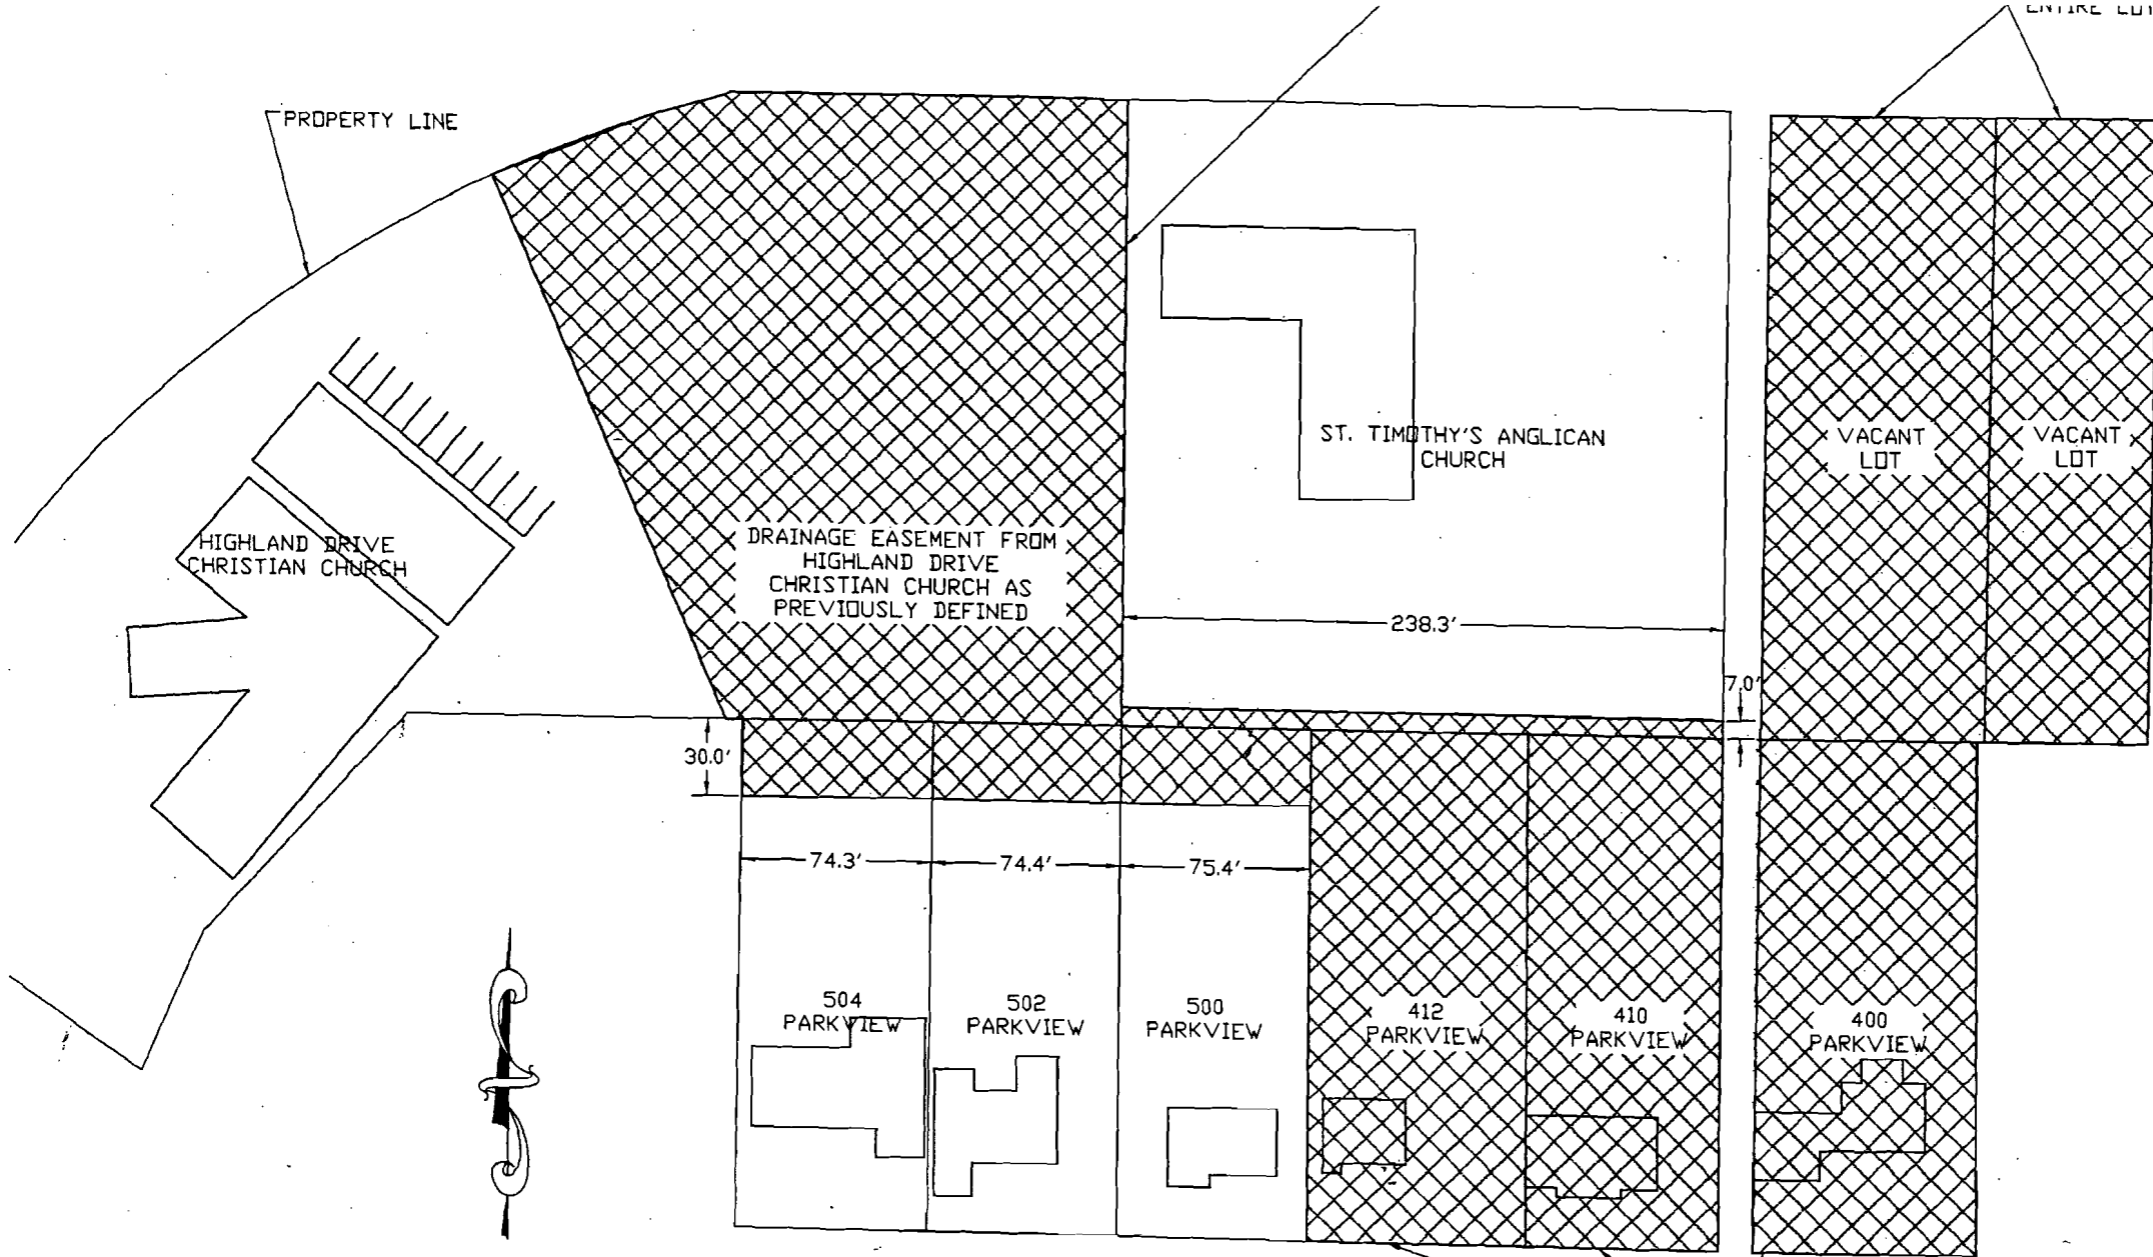 ENTIRE LOT
PROPERTY LINE
ST. TIMOTHY'S ANGLICAN
CHURCH
VACANT
LOT
VACANT
LOT
HIGHLAND DRIVE
CHRISTIAN CHURCH
DRAINAGE EASEMENT FROM
HIGHLAND DRIVE
CHRISTIAN CHURCH AS
PREVIOUSLY DEFINED
238.3'
7.0'
30.0'
74.3'
74.4'
75.4'
504
PARKVIEW
502
PARKVIEW
500
PARKVIEW
412
PARKVIEW
410
PARKVIEW
400
PARKVIEW